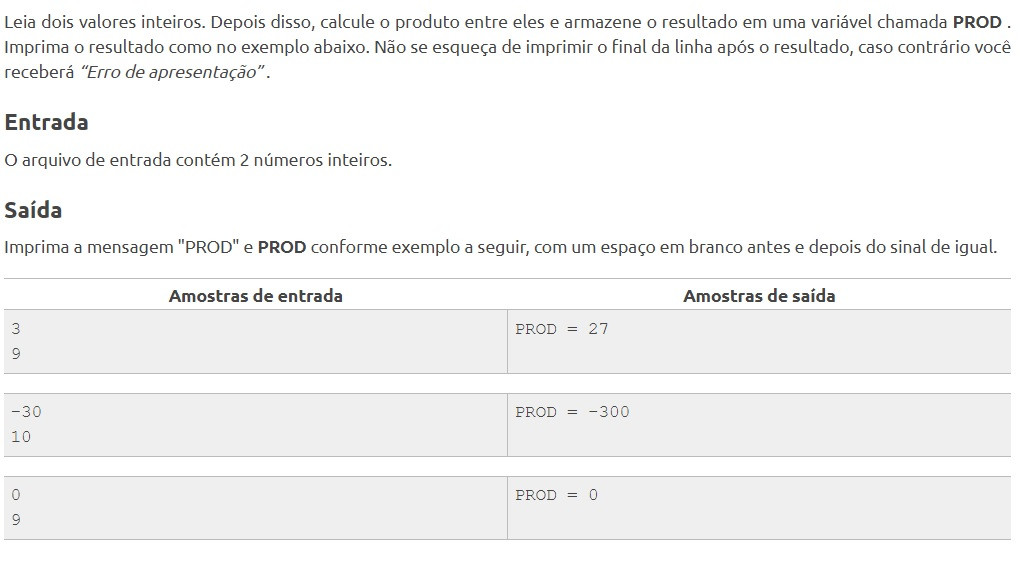 Leia dois valores inteiros. Depois disso, calcule o produto entre eles e armazene o resultado em uma variável chamada PROD .
Imprima o resultado como no exemplo abaixo. Não se esqueça de imprimir o final da linha após o resultado, caso contrário você
receberá “Erro de apresentação” .
Entrada
O arquivo de entrada contém 2 números inteiros.
Saída
Imprima a mensagem "PROD" e PROD conforme exemplo a seguir, com um espaço em branco antes e depois do sinal de igual.
Amostras de entrada Amostras de saída
3 PROD = 27
9
-30 PROD = -300
10
0 PROD = 0
9